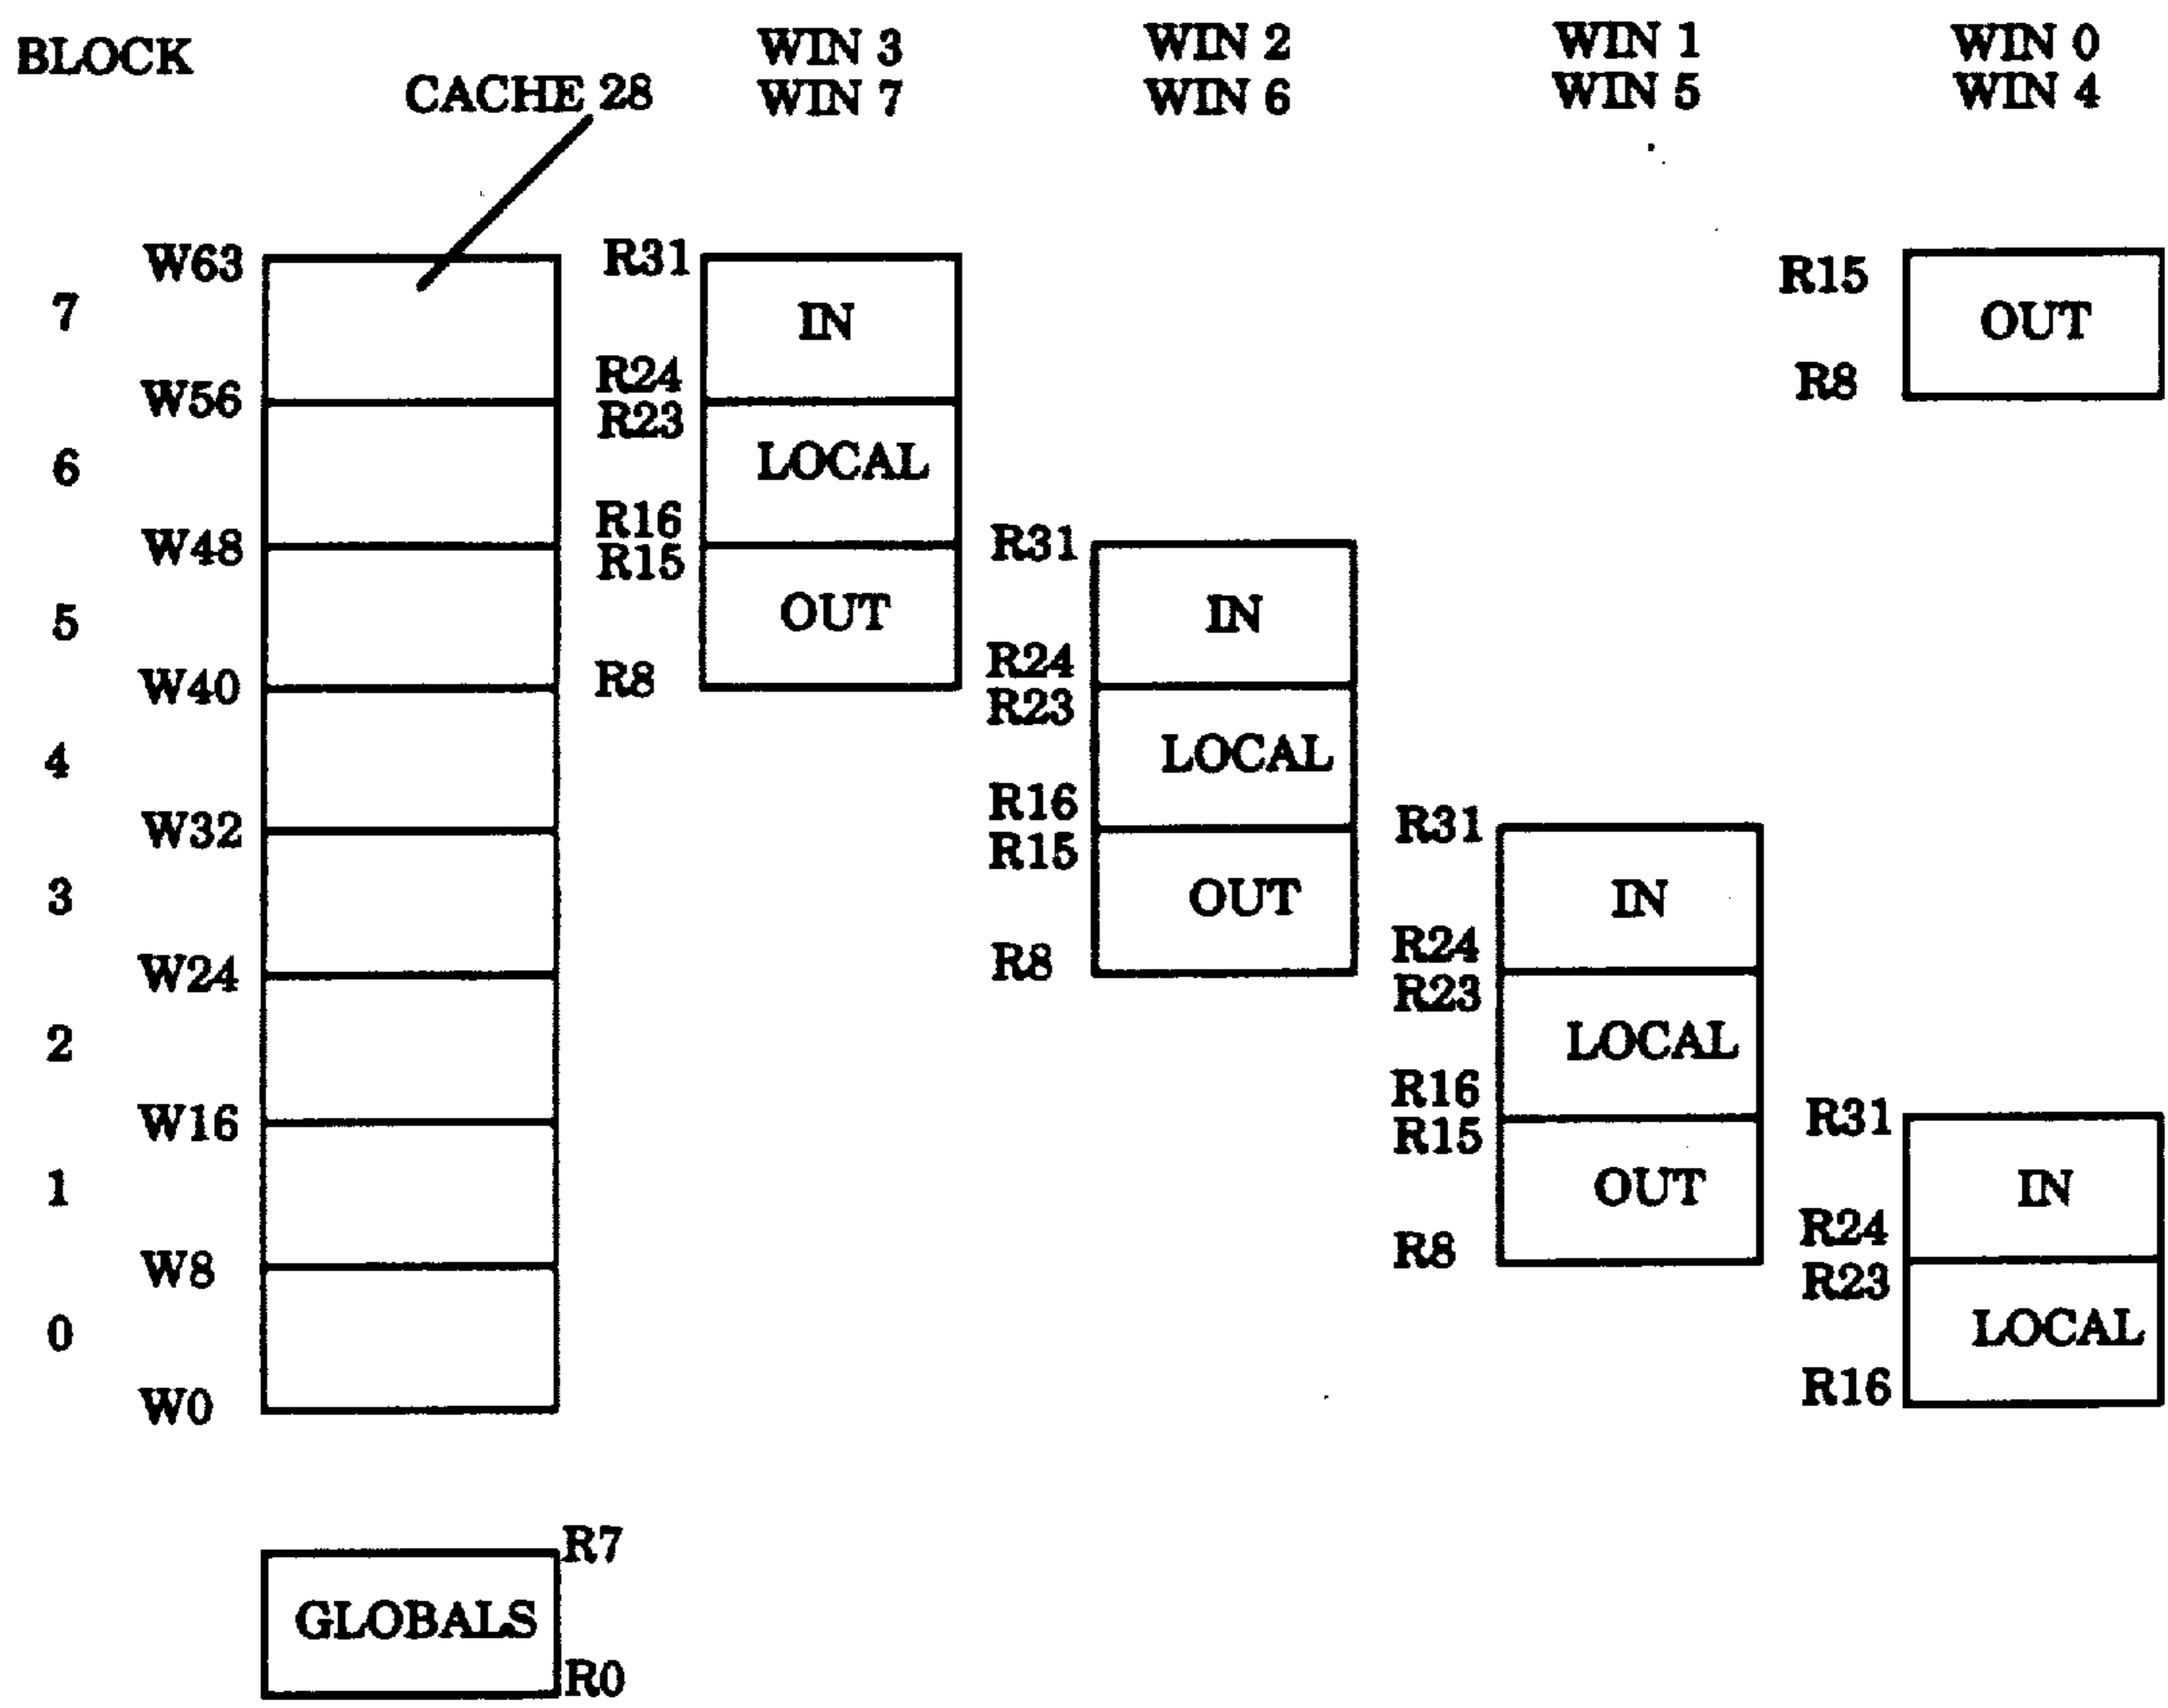 BLOCK
CACHE 28
WIN 3
WIN 7
WIN 2
WIN 6
WIN 1
WIN 5
WIN 0
WIN 4
W63
7
W56
6
W48
5
W40
4
W32
3
W24
2
W16
1
W8
0
W0
R31
IN
R24
R23
LOCAL
R16
R15
OUT
R8
R31
IN
R24
R23
LOCAL
R16
R15
OUT
R8
R31
IN
R24
R23
LOCAL
R16
R15
OUT
R8
R15
OUT
R8
R31
IN
R24
R23
LOCAL
R16
R7
GLOBALS
R0